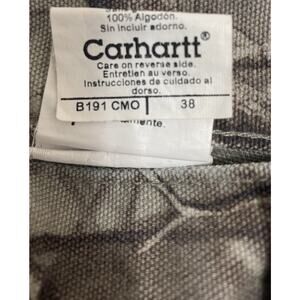 100% Algodón.
Sin incluir adorno.
Carhartt®
Care on reverse side.
Entretien au verso.
Instrucciones de cuidado al
dorso.
B191 CMO 38